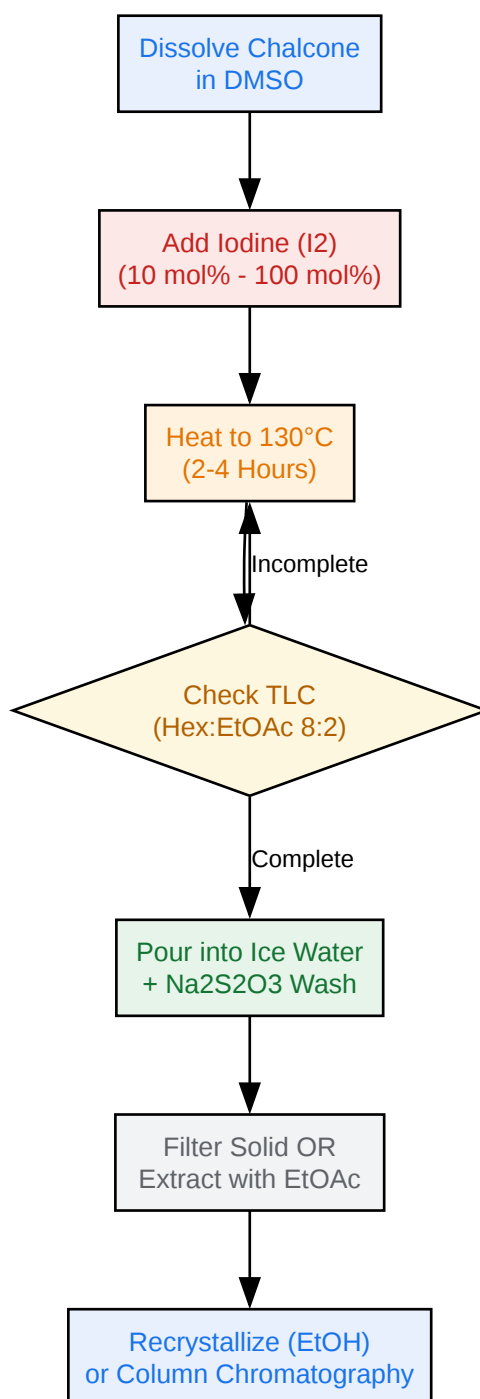 Dissolve Chalcone
in DMSO
Add Iodine (I2)
(10 mol% - 100 mol%)
Heat to 130°C
(2-4 Hours)
Incomplete
Check TLC
(Hex:EtOAc 8:2)
Complete
Pour into Ice Water
+ Na2S2O3 Wash
Filter Solid OR
Extract with EtOAc
Recrystallize (EtOH)
or Column Chromatography